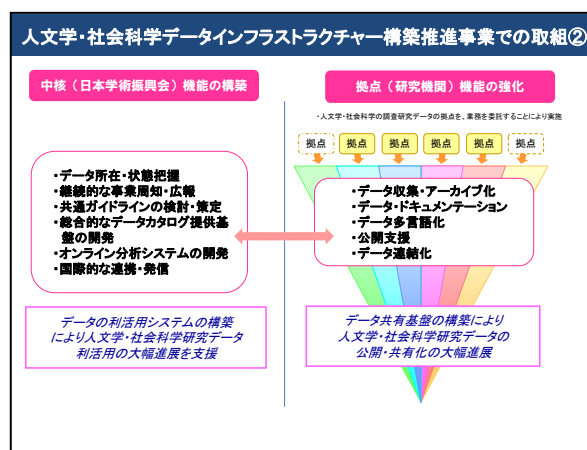 人文学・社会科学データインフラストラクチャー構築推進事業での取組②
中核（日本学術振興会）機能の構築
拠点（研究機関）機能の強化
・人文学・社会科学の調査研究データの拠点を、業務を委託することにより実施
拠点 拠点 拠点 拠点 拠点 拠点
・データ所在・状態把握
・継続的な事業周知・広報
・共通ガイドラインの検討・策定
・総合的なデータカタログ提供基
盤の開発
・オンライン分析システムの開発
・国際的な連携・発信
・データ収集・アーカイブ化
・データ・ドキュメンテーション
・データ多言語化
・公開支援
・データ連結化
データの利活用システムの構築
により人文学・社会科学研究データ
利活用の大幅進展を支援
データ共有基盤の構築により
人文学・社会科学研究データの
公開・共有化の大幅進展